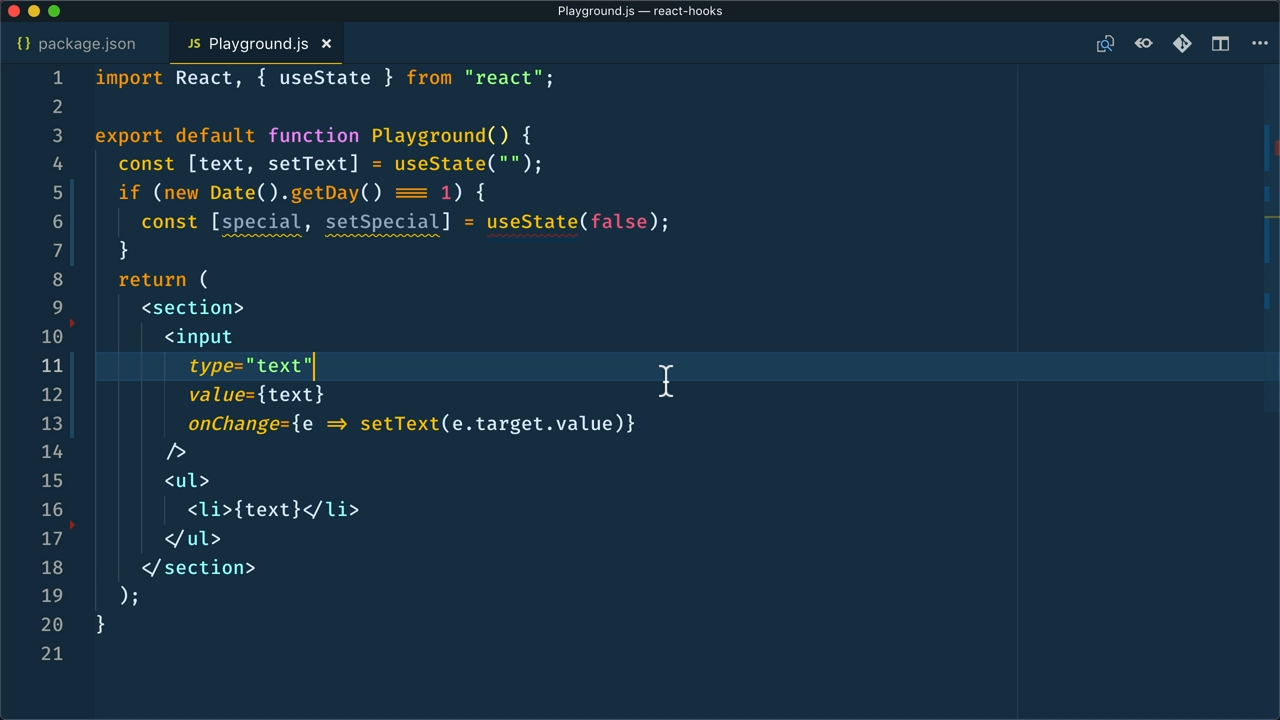 Playground.js — react-hooks
{} package.json JS Playground.js ×
1 import React, { useState } from "react";
2
3 export default function Playground() {
4 const [text, setText] = useState("");
5 if (new Date().getDay() === 1) {
6 const [special, setSpecial] = useState(false);
7 }
8 return (
9 <section>
10 <input
11 type="text"
12 value={text}
13 onChange={e => setText(e.target.value)}
14 />
15 <ul>
16 <li>{text}</li>
17 </ul>
18 </section>
19 );
20 }
21